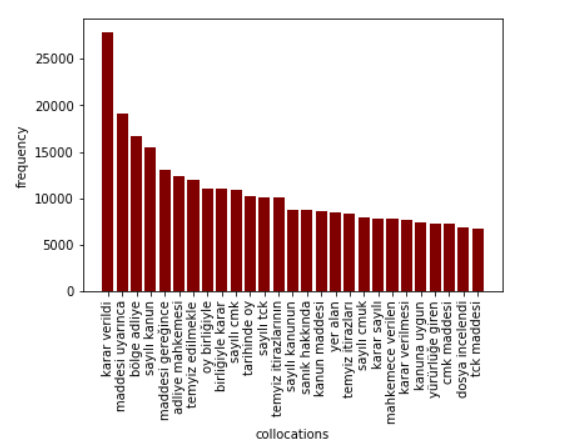 25000
20000
15000
10000
5000
0
frequency
karar verildi
maddesi uyarınca
bölge adliye
sayılı kanun
maddesi gereğince
adliye mahkemesi
temyiz edilmekle
oy birliğiyle
birliğiyle karar
sayılı cmk
tarihinde oy
sayılı tck
temyiz itirazlarının
sayılı kanunun
sanık hakkında
kanun maddesi
yer alan
temyiz itirazları
sayılı cmuk
karar sayılı
mahkemece verilen
karar verilmesi
kanuna uygun
yürürlüğe giren
cmk maddesi
dosya incelendi
tck maddesi
collocations